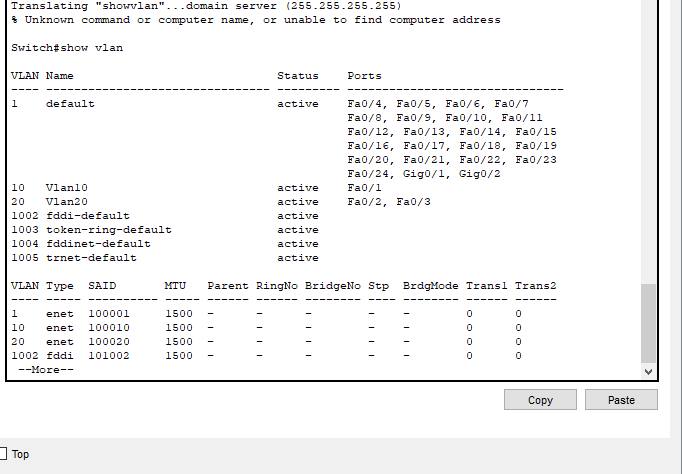 Translating "showvlan"...domain server (255.255.255.255)
% Unknown command or computer name, or unable to find computer address
Switch#show vlan
VLAN Name                             Status    Ports
---- -------------------------------- --------- -------------------------------
1    default                          active    Fa0/4, Fa0/5, Fa0/6, Fa0/7
                                                Fa0/8, Fa0/9, Fa0/10, Fa0/11
                                                Fa0/12, Fa0/13, Fa0/14, Fa0/15
                                                Fa0/16, Fa0/17, Fa0/18, Fa0/19
                                                Fa0/20, Fa0/21, Fa0/22, Fa0/23
                                                Fa0/24, Gig0/1, Gig0/2
10   Vlan10                           active    Fa0/1
20   Vlan20                           active    Fa0/2, Fa0/3
1002 fddi-default                     active
1003 token-ring-default               active
1004 fddinet-default                  active
1005 trnet-default                    active
VLAN Type  SAID       MTU   Parent RingNo BridgeNo Stp  BrdgMode Trans1 Trans2
---- ----- ---------- ----- ------ ------ -------- ---- -------- ------ ------
1    enet  100001     1500  -      -      -        -    -        0      0
10   enet  100010     1500  -      -      -        -    -        0      0
20   enet  100020     1500  -      -      -        -    -        0      0
1002 fddi  101002     1500  -      -      -        -    -        0      0
--More--
Copy Paste
Top